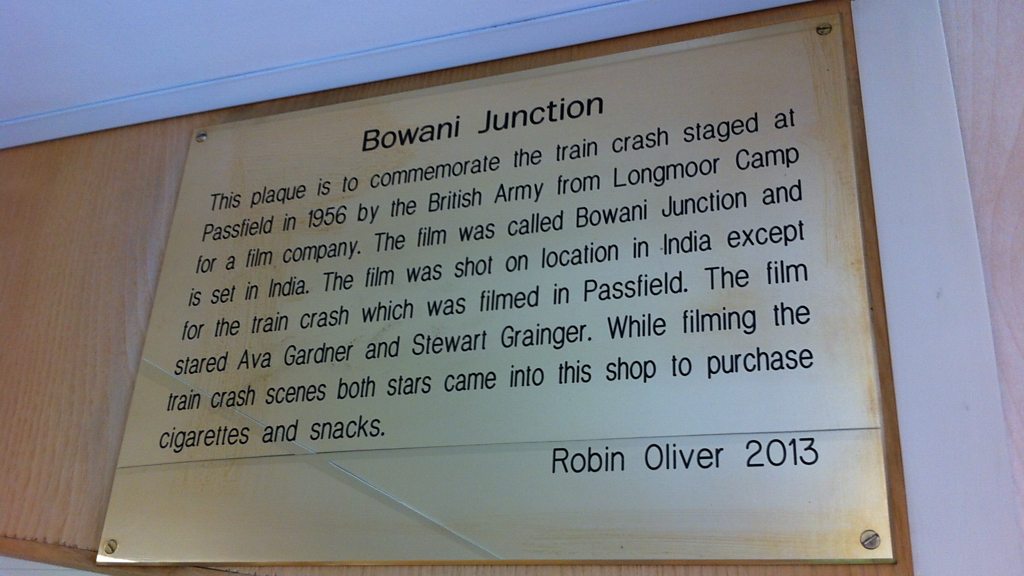 Bowani Junction
This plaque is to commemorate the train crash staged at
Passfield in 1956 by the British Army from Longmoor Camp
for a film company. The film was called Bowani Junction and
is set in India. The film was shot on location in India except
for the train crash which was filmed in Passfield. The film
stared Ava Gardner and Stewart Grainger. While filming the
train crash scenes both stars came into this shop to purchase
cigarettes and snacks.
Robin Oliver 2013